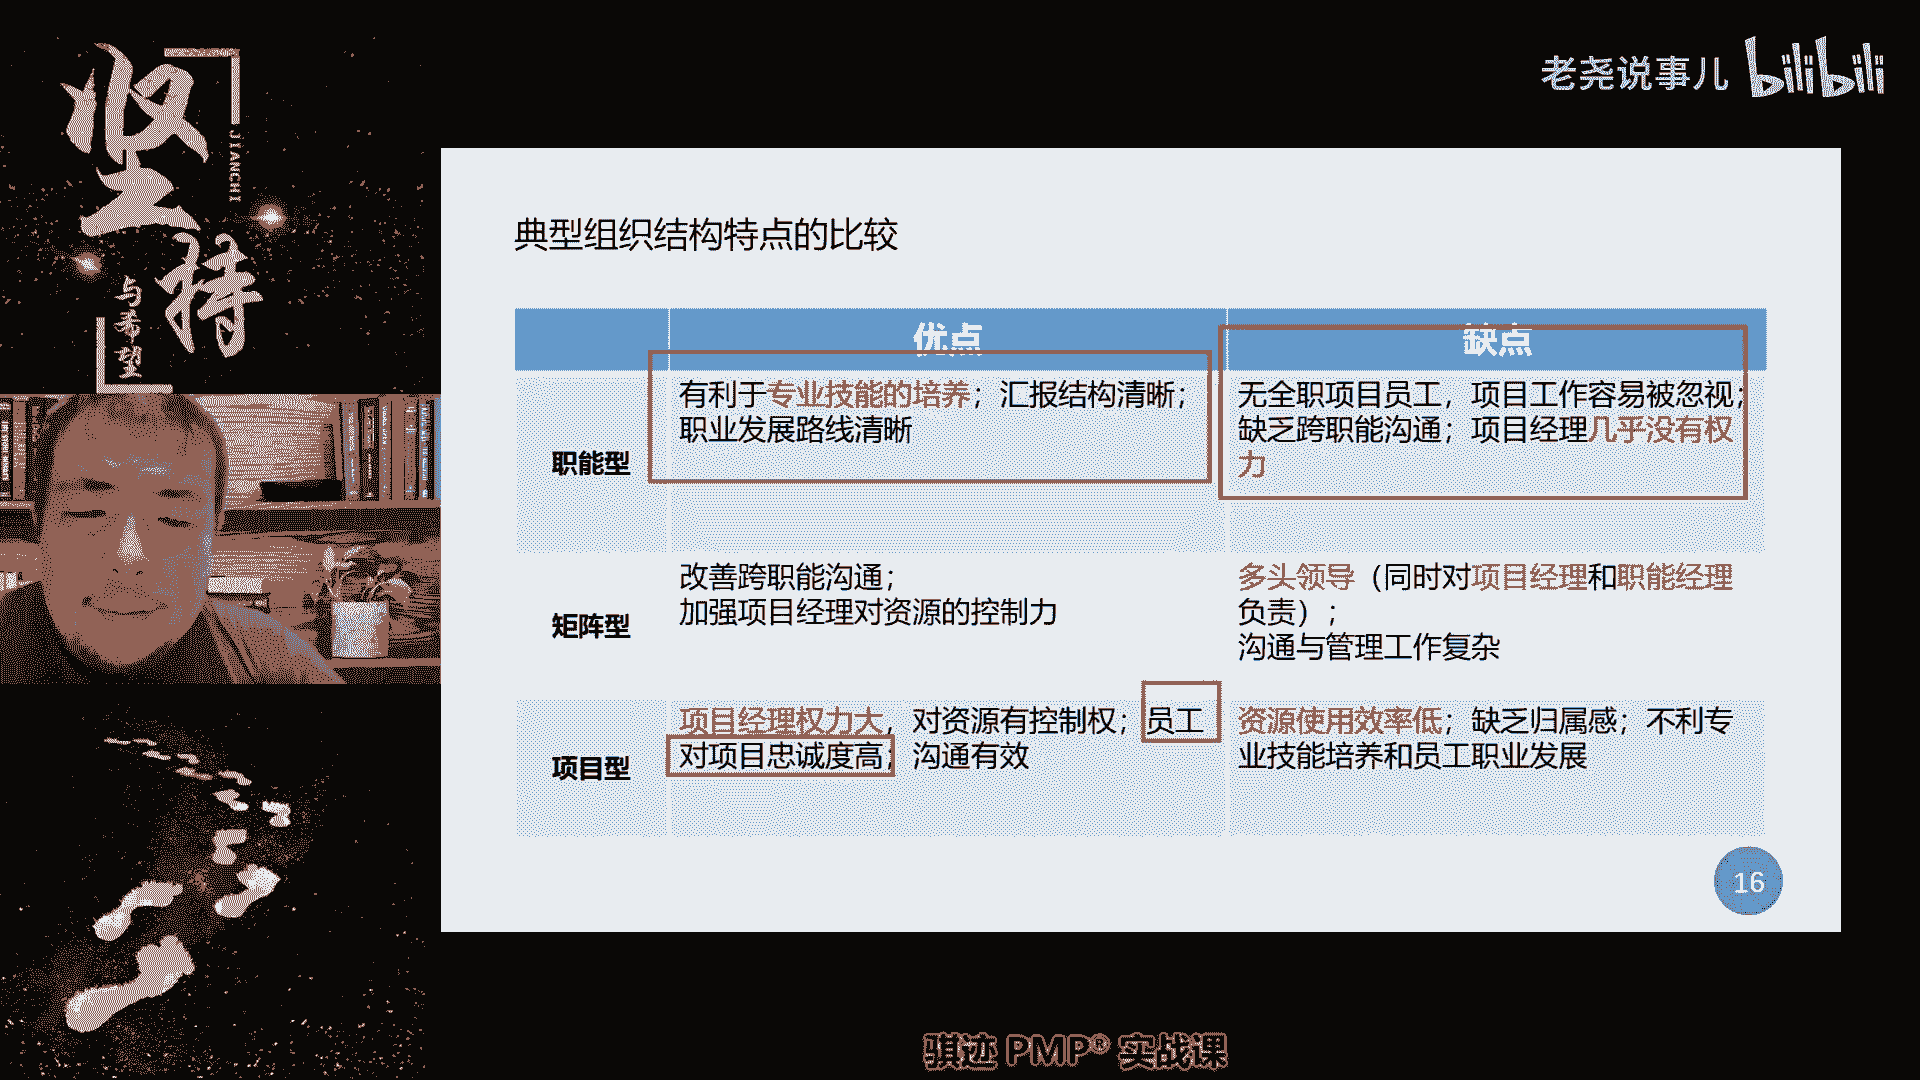 坚持
JIANCHI
与希望
老尧说事儿 bilibili
典型组织结构特点的比较
优点
缺点
职能型
有利于专业技能的培养；汇报结构清晰；
职业发展路线清晰
无全职项目员工，项目工作容易被忽视；
缺乏跨职能沟通；项目经理几乎没有权
力
矩阵型
改善跨职能沟通；
加强项目经理对资源的控制力
多头领导（同时对项目经理和职能经理
负责）；
沟通与管理工作复杂
项目型
项目经理权力大，对资源有控制权；员工
对项目忠诚度高；沟通有效
资源使用效率低；缺乏归属感；不利专
业技能培养和员工职业发展
16
骐迹 PMP® 实战课